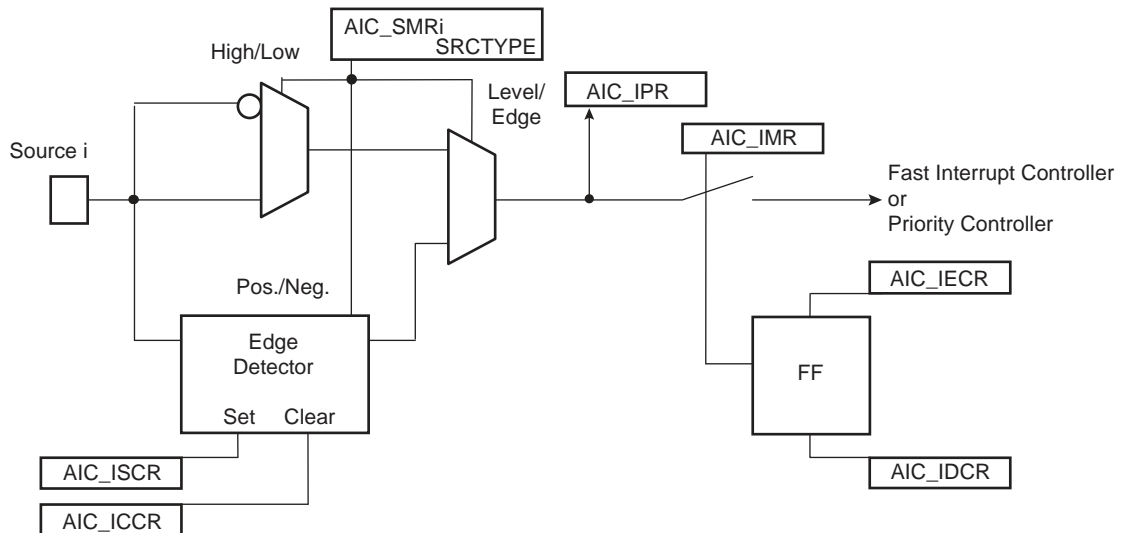 AIC_SMRi
SRCTYPE
High/Low
Level/
Edge
AIC_IPR
AIC_IMR
Source i
Fast Interrupt Controller
or
Priority Controller
Pos./Neg.
AIC_IECR
Edge
Detector
FF
Set Clear
AIC_ISCR
AIC_IDCR
AIC_ICCR